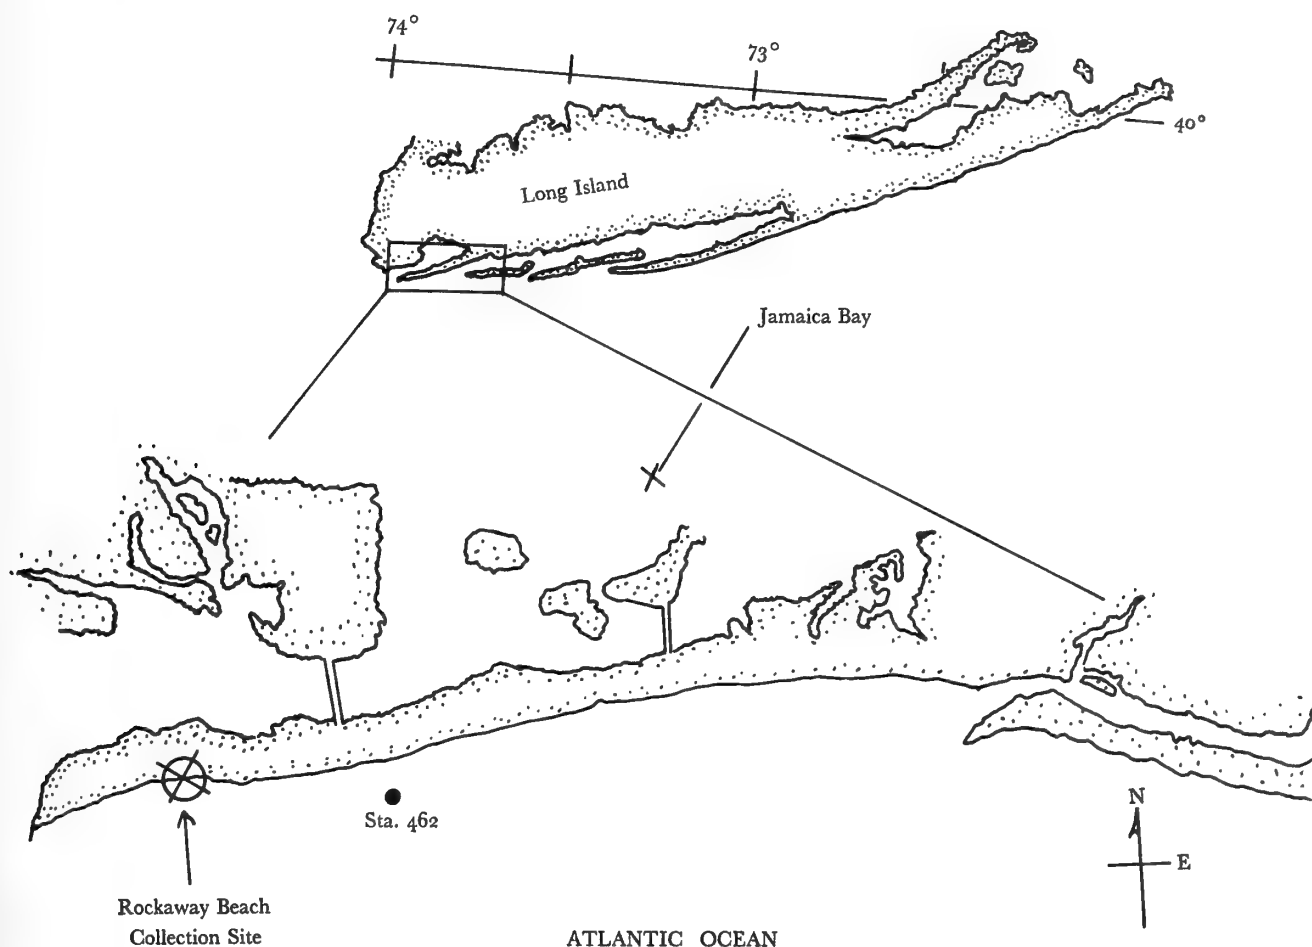 74°
73°
40°
Long Island
Jamaica Bay
Sta. 462
N
E
Rockaway Beach
Collection Site
ATLANTIC OCEAN